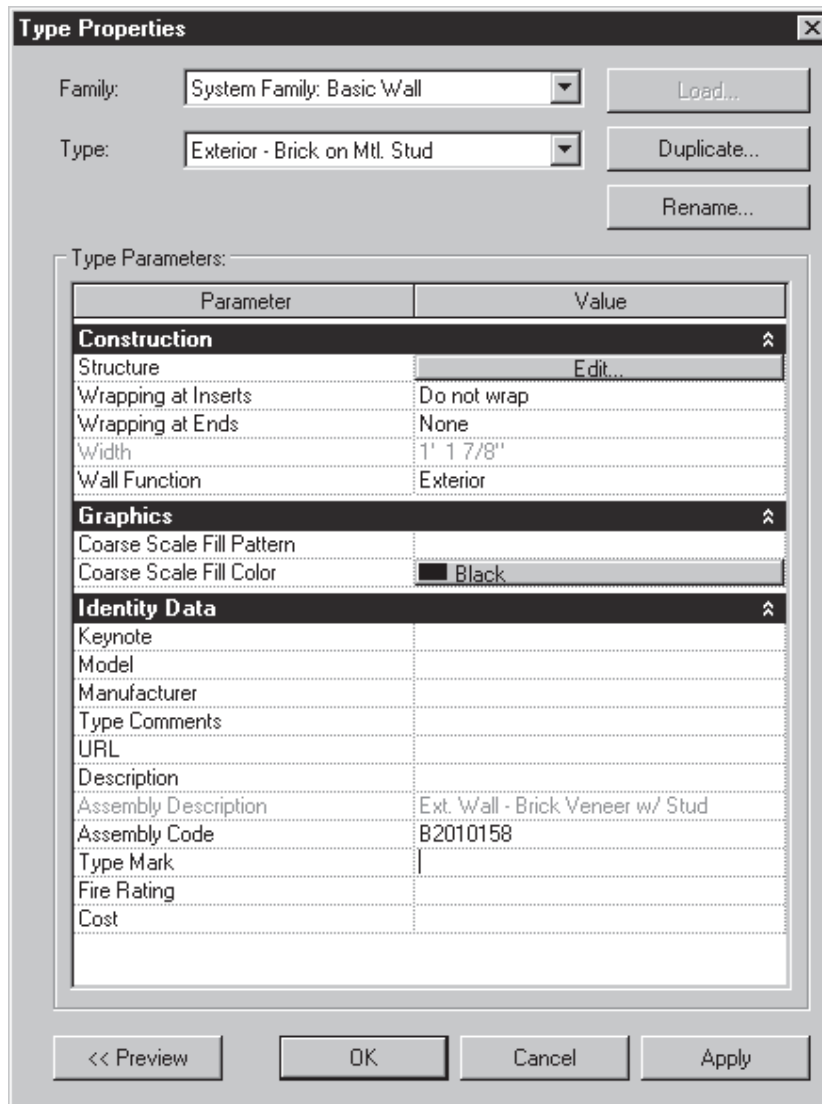 Type Properties
Family: System Family: Basic Wall Load...
Type: Exterior - Brick on Mtl. Stud Duplicate...
Rename...
Type Parameters:
Parameter Value
Construction
Structure Edit...
Wrapping at Inserts Do not wrap
Wrapping at Ends None
Width 1' 1 7/8"
Wall Function Exterior
Graphics
Coarse Scale Fill Pattern
Coarse Scale Fill Color Black
Identity Data
Keynote
Model
Manufacturer
Type Comments
URL
Description
Assembly Description Ext. Wall - Brick Veneer w/ Stud
Assembly Code B2010158
Type Mark
Fire Rating
Cost
<< Preview OK Cancel Apply